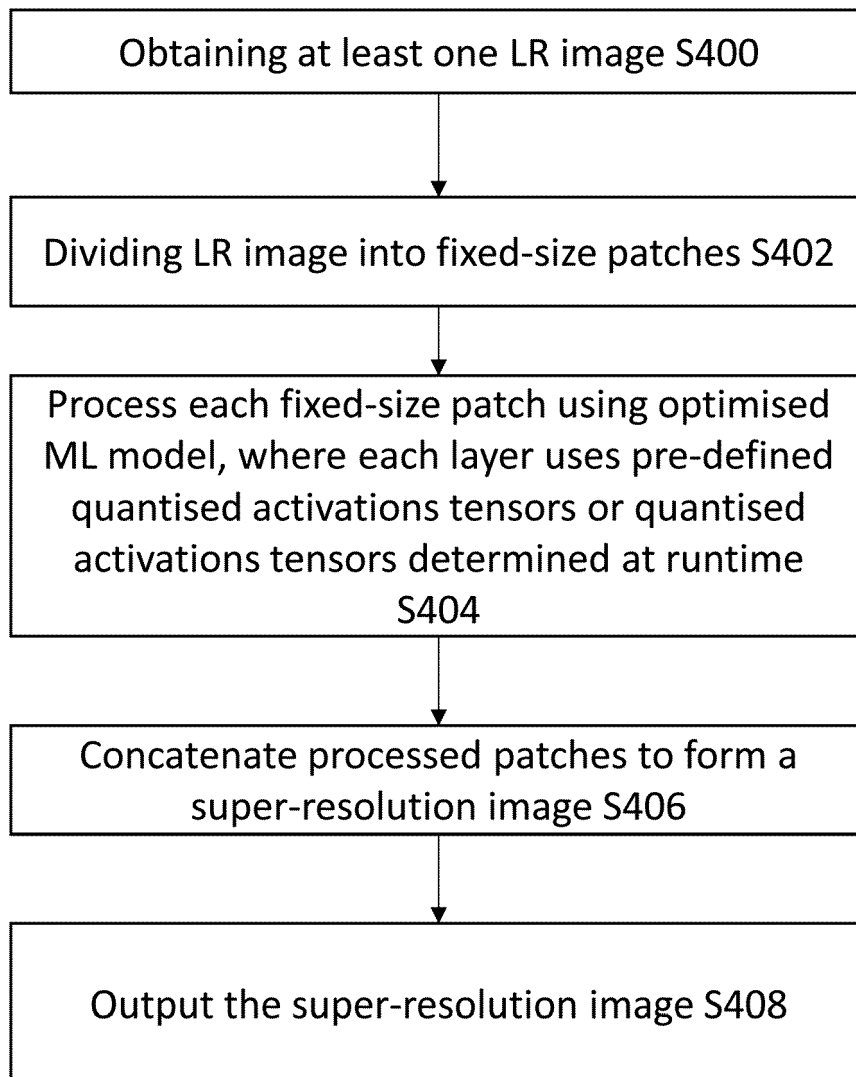 Obtaining at least one LR image S400
Dividing LR image into fixed-size patches S402
Process each fixed-size patch using optimised
ML model, where each layer uses pre-defined
quantised activations tensors or quantised
activations tensors determined at runtime
S404
Concatenate processed patches to form a
super-resolution image S406
Output the super-resolution image S408